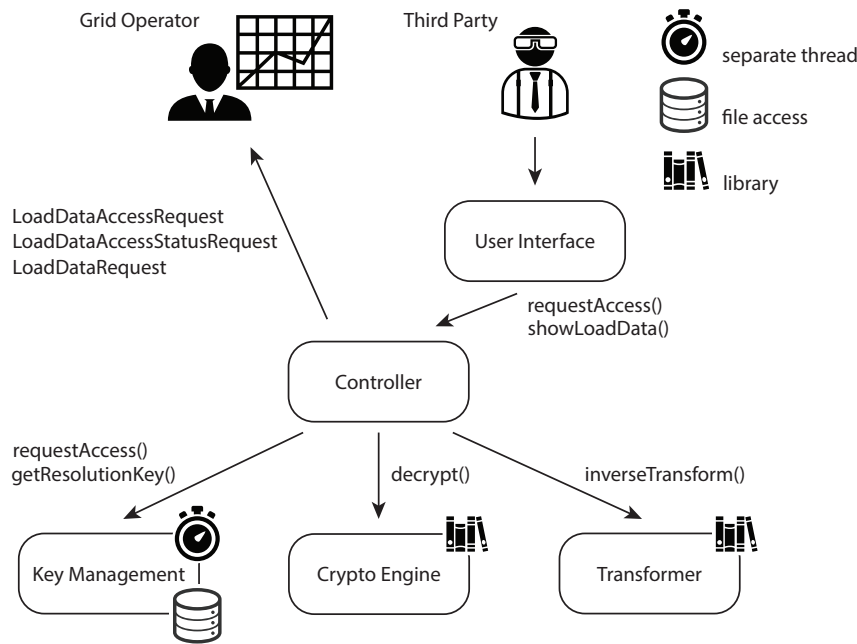 Grid Operator
Third Party
separate thread
file access
library
LoadDataAccessRequest
LoadDataAccessStatusRequest
LoadDataRequest
User Interface
requestAccess()
showLoadData()
Controller
requestAccess()
getResolutionKey()
decrypt()
inverseTransform()
Key Management
Crypto Engine
Transformer